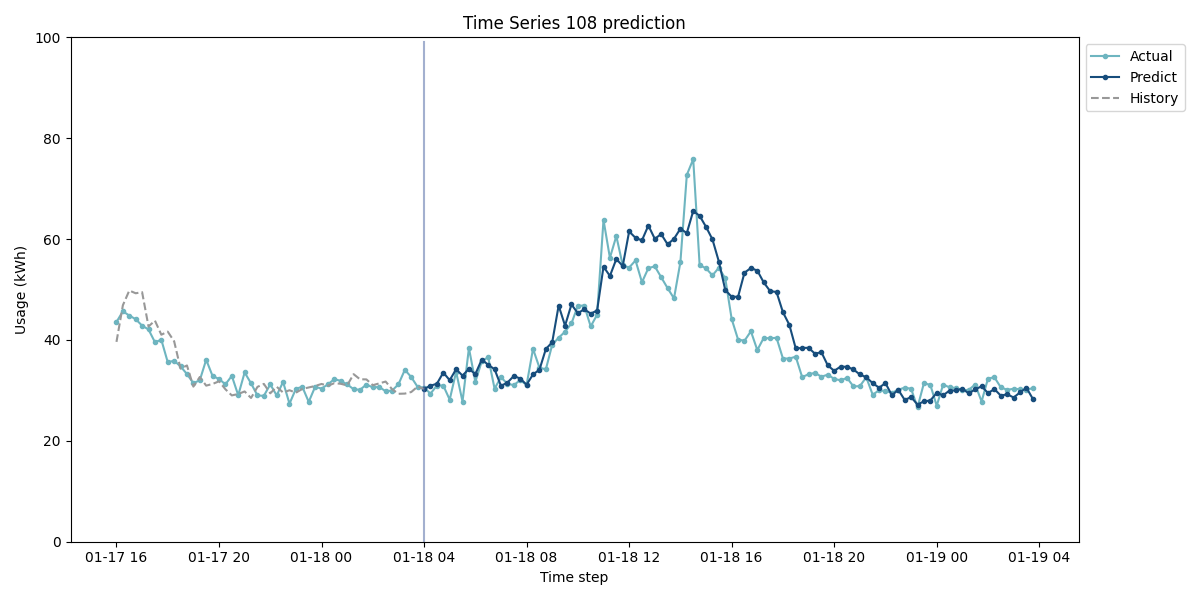 Time Series 108 prediction
Usage (kWh)
100
80
60
40
20
0
01-17 16
01-17 20
01-18 00
01-18 04
01-18 08
01-18 12
01-18 16
01-18 20
01-19 00
01-19 04
Time step
Actual
Predict
History